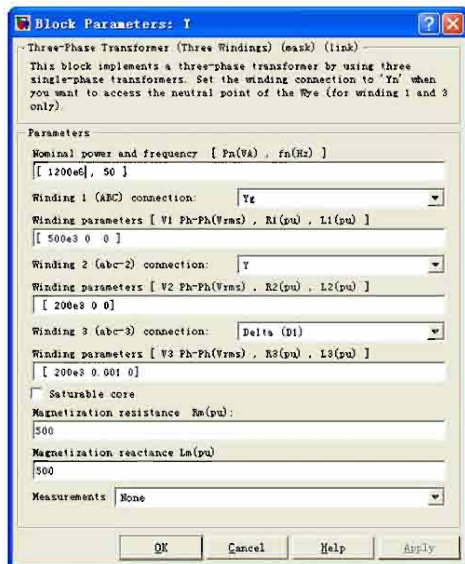 Block Parameters: Y
Three-Phase Transformer (Three Windings) (mask) (link)
This block implements a three-phase transformer by using three
single-phase transformers. Set the winding connection to 'Yn' when
you want to access the neutral point of the Wye (for winding 1 and 3
only).
Parameters
Nominal power and frequency [ Pn(VA) , fn(Hz) ]
[ 1200e6 , 50 ]
Winding 1 (ABC) connection: Yg
Winding parameters [ V1 Ph-Ph(Vrms) , R1(pu) , L1(pu) ]
[ 500e3 0 0 ]
Winding 2 (abc-2) connection: Y
Winding parameters [ V2 Ph-Ph(Vrms) , R2(pu) , L2(pu) ]
[ 200e3 0 0]
Winding 3 (abc-3) connection: Delta (D1)
Winding parameters [ V3 Ph-Ph(Vrms) , R3(pu) , L3(pu) ]
[ 200e3 0.001 0]
Saturable core
Magnetization resistance Rm(pu):
500
Magnetization reactance Lm(pu)
500
Measurements None
OK Cancel Help Apply